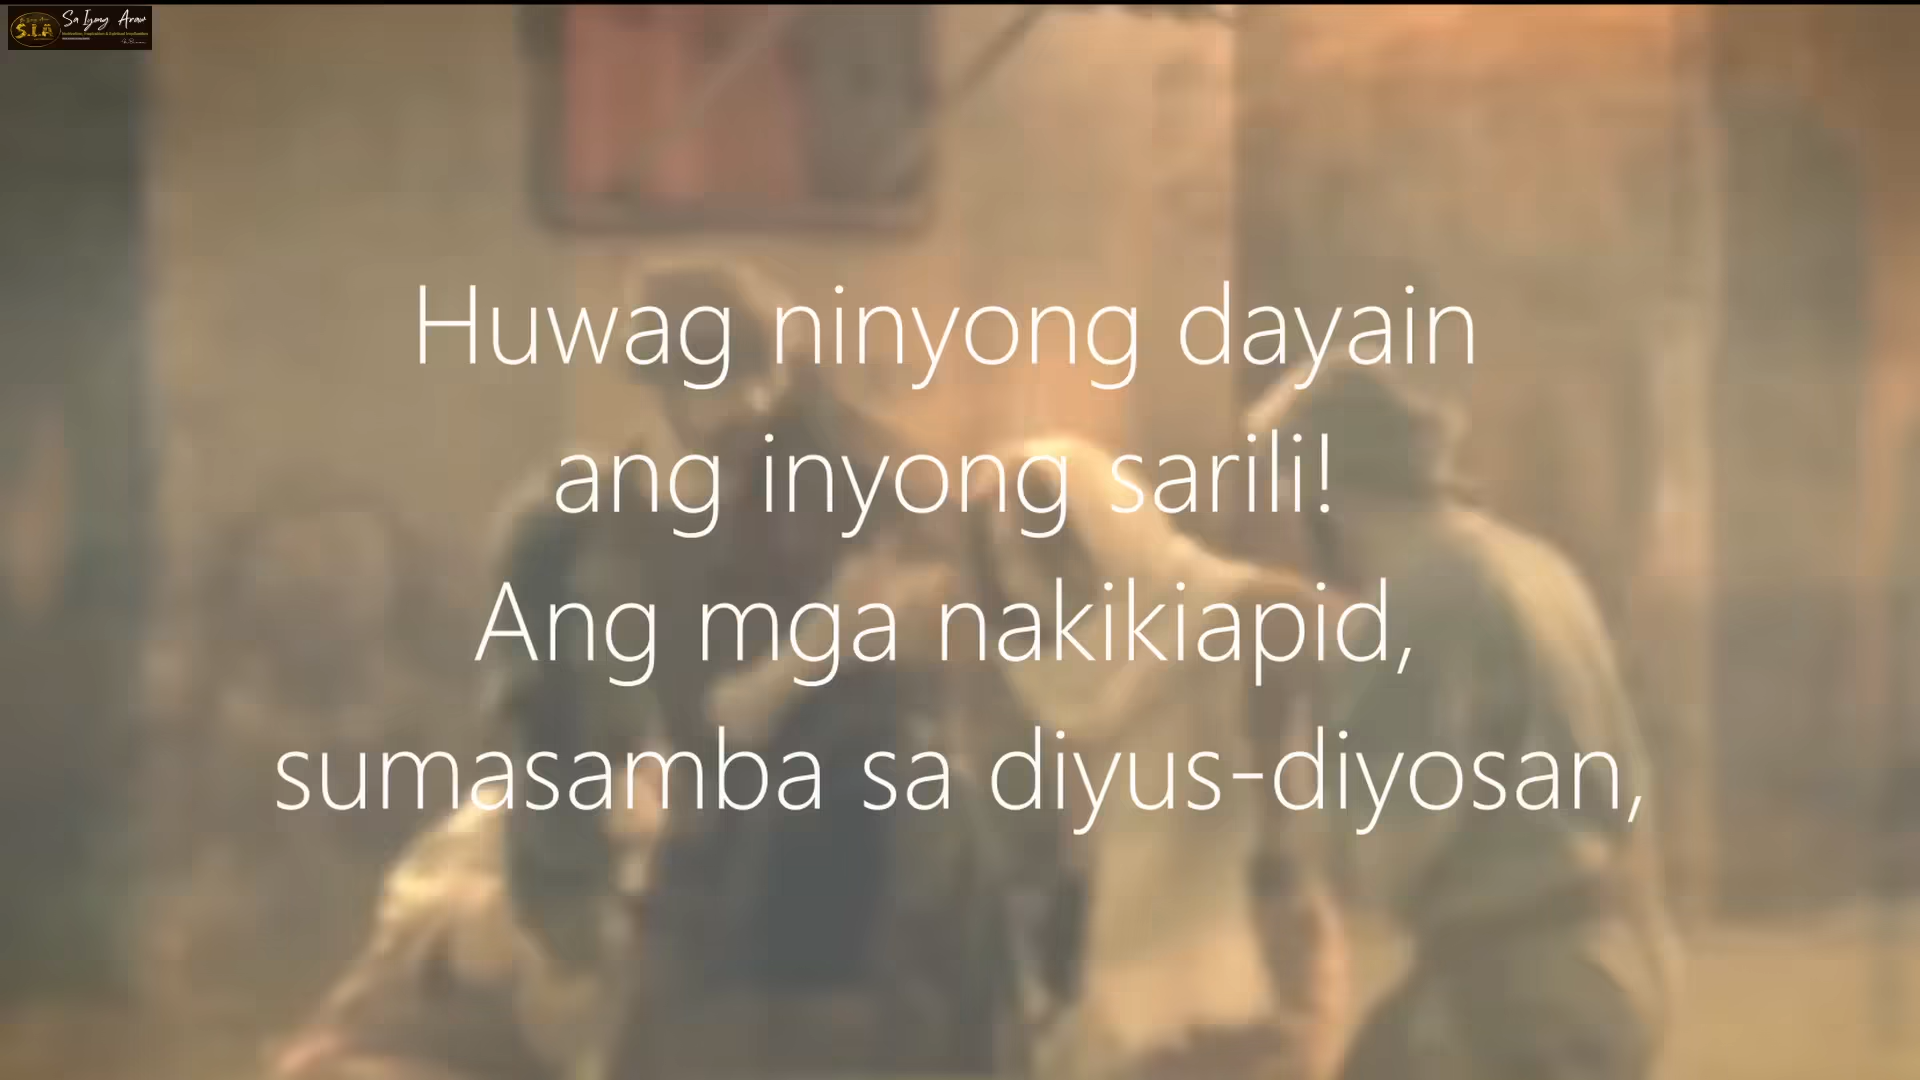 Sa Iyong Araw
S.I.A
Huwag ninyong dayain
ang inyong sarili!
Ang mga nakikiapid,
sumasamba sa diyus-diyosan,